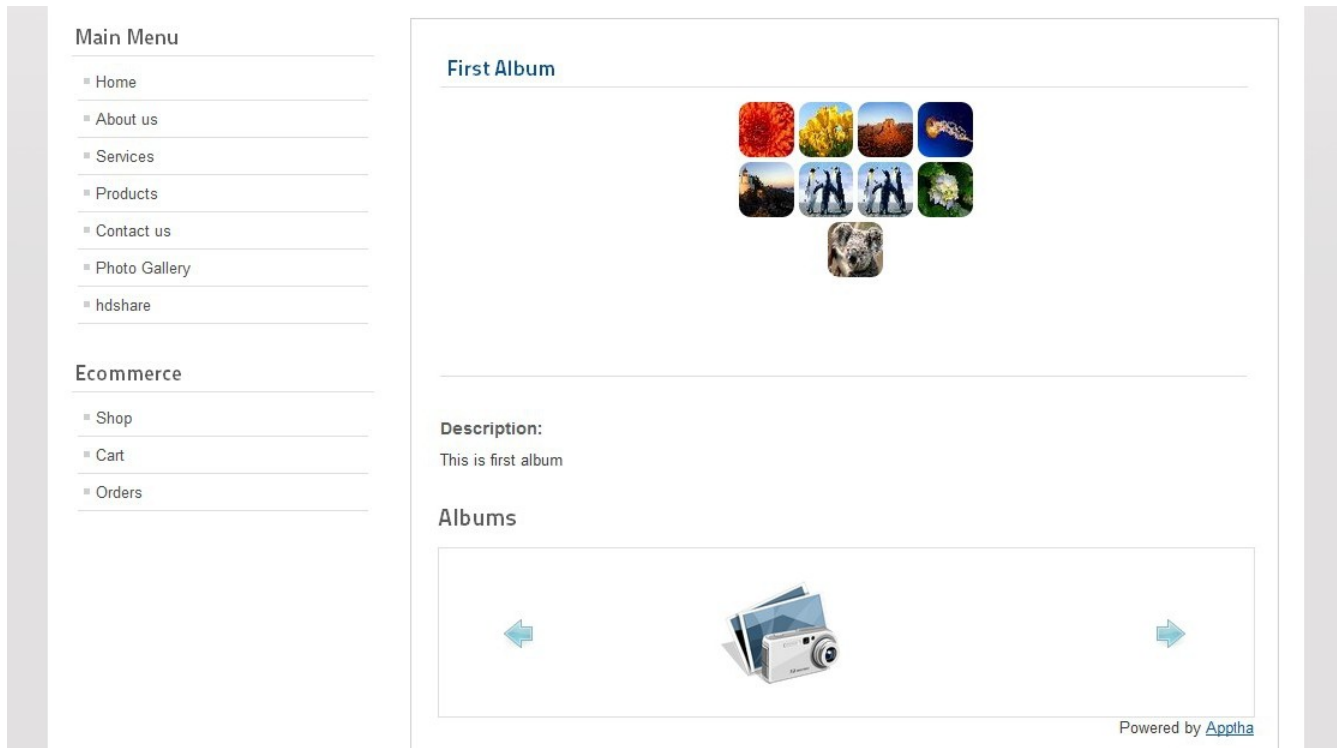 Main Menu
Home
About us
Services
Products
Contact us
Photo Gallery
hdshare
Ecommerce
Shop
Cart
Orders
First Album
Description:
This is first album
Albums
Powered by Apptha